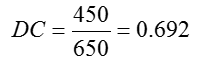 DC = 450/650 = 0.692